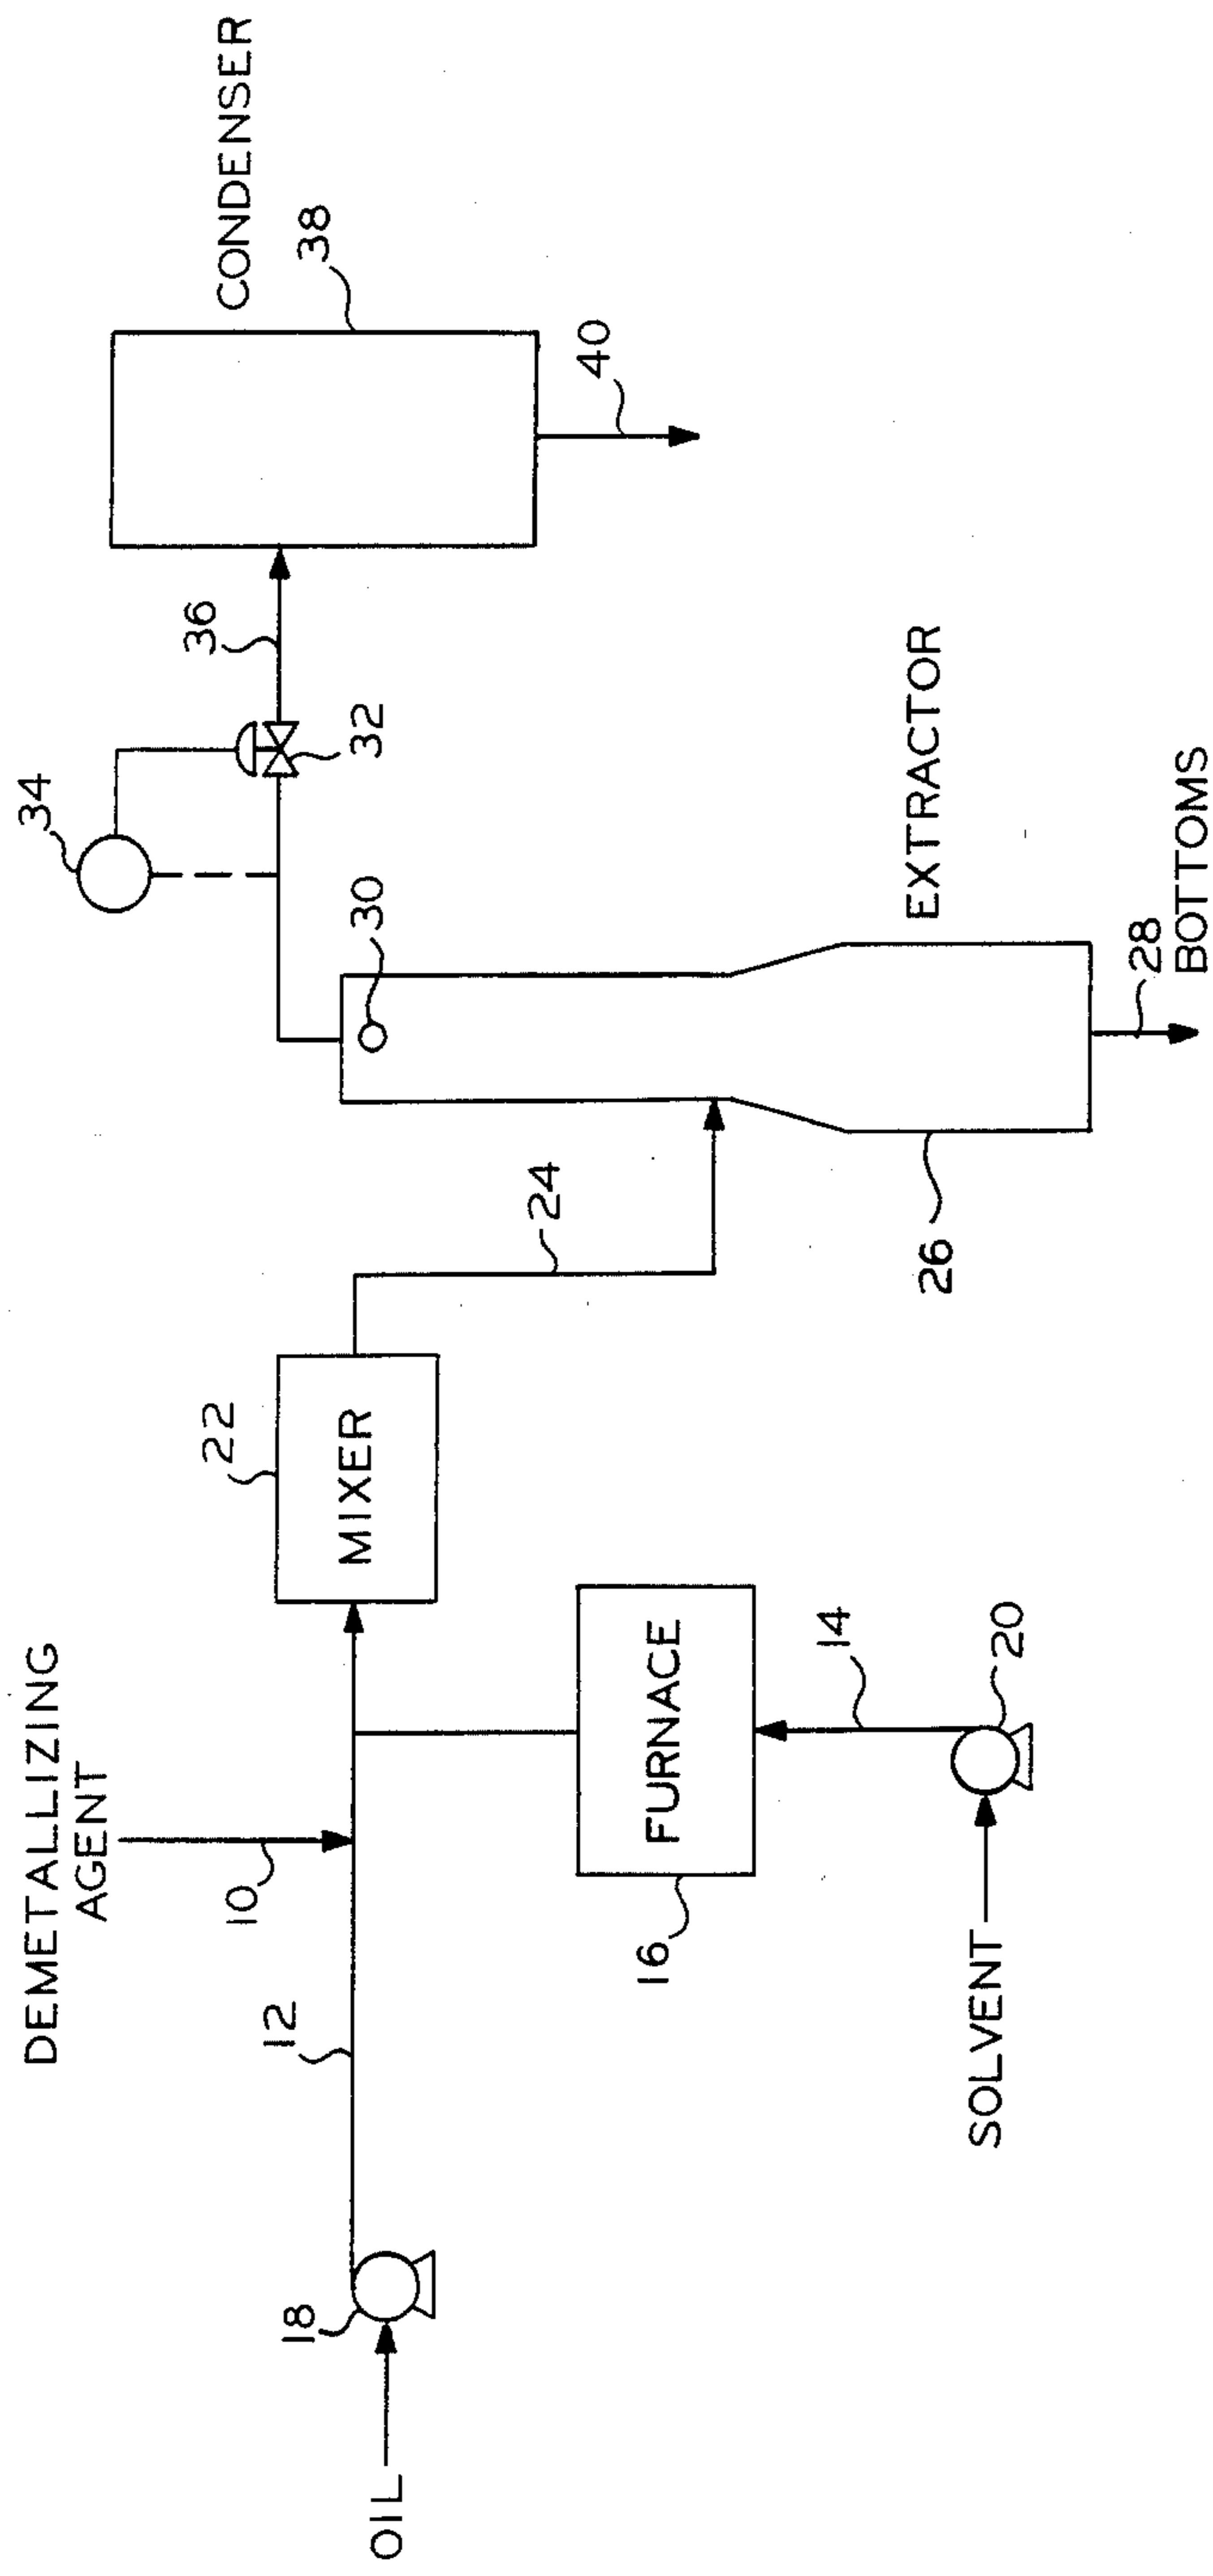 DEMETALLIZING
AGENT
10
OIL
18
12
SOLVENT
20
14
16
FURNACE
22
MIXER
24
26
EXTRACTOR
28
BOTTOMS
30
34
32
36
CONDENSER
38
40